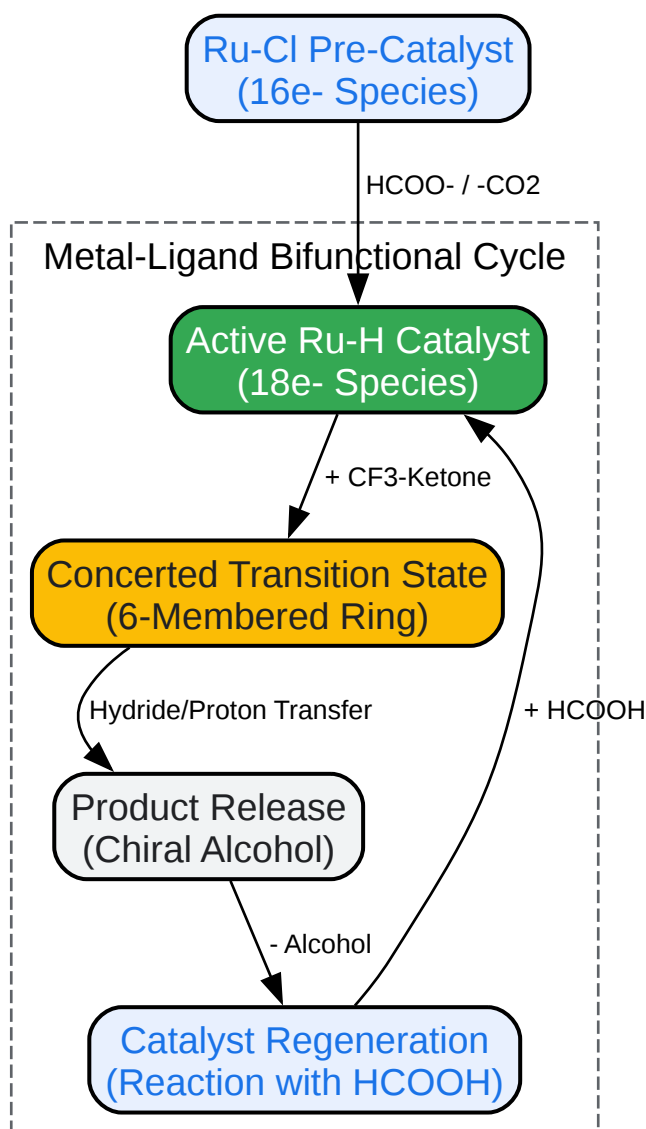 Ru-Cl Pre-Catalyst
(16e- Species)
HCOO- / -CO2
Metal-Ligand Bifunctional Cycle
Active Ru-H Catalyst
(18e- Species)
+ CF3-Ketone
Concerted Transition State
(6-Membered Ring)
Hydride/Proton Transfer
+ HCOOH
Product Release
(Chiral Alcohol)
- Alcohol
Catalyst Regeneration
(Reaction with HCOOH)